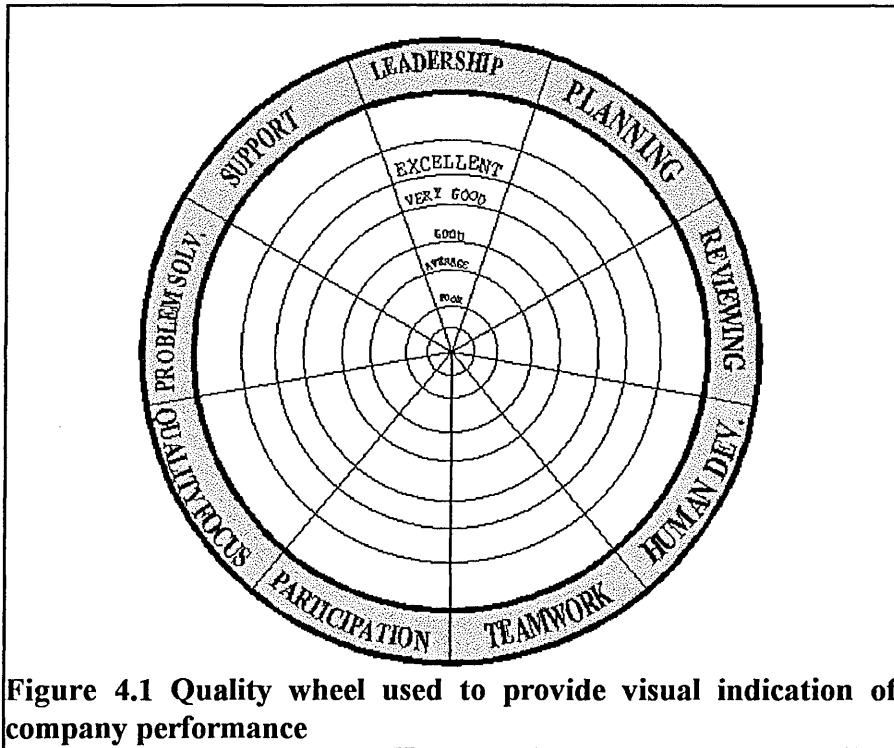 LEADERSHIP
PLANNING
REVIEWING
HUMAN DEV.
TEAMWORK
PARTICIPATION
QUALITY FOCUS
PROBLEM SOLV.
SUPPORT
EXCELLENT
VERY GOOD
GOOD
AVERAGE
POOR
Figure 4.1 Quality wheel used to provide visual indication of
company performance